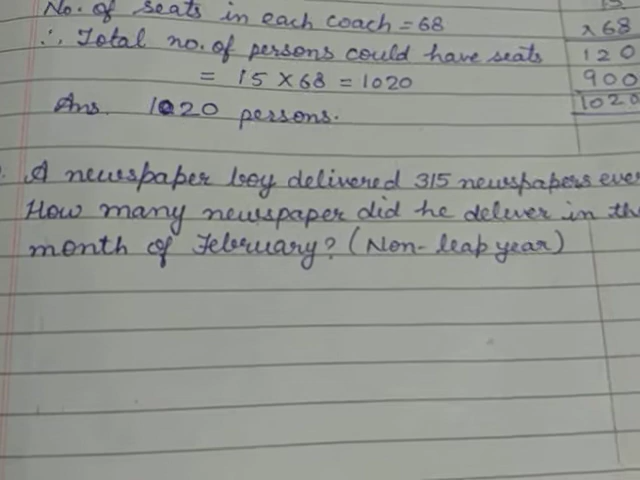 No. of seats in each coach = 68
∴ Total no. of persons could have seats
= 15 × 68 = 1020
Ans. 1020 persons.
× 68
120
900
1020
A newspaper boy delivered 315 newspapers ever
How many newspaper did he deliver in the
month of February? (Non-leap year)